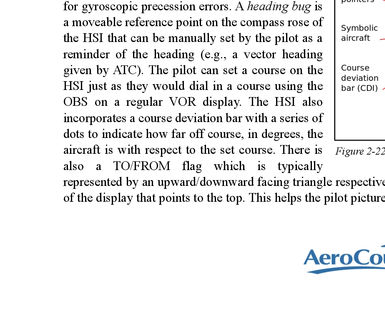 for gyroscopic precession errors. A heading bug is
a moveable reference point on the compass rose of
the HSI that can be manually set by the pilot as a
reminder of the heading (e.g., a vector heading
given by ATC). The pilot can set a course on the
HSI just as they would dial in a course using the
OBS on a regular VOR display. The HSI also
incorporates a course deviation bar with a series of
dots to indicate how far off course, in degrees, the
aircraft is with respect to the set course. There is
also a TO/FROM flag which is typically
represented by an upward/downward facing triangle respective
of the display that points to the top. This helps the pilot picture
pointers
Symbolic
aircraft
Course
deviation
bar (CDI)
Figure 2-22
AeroCou